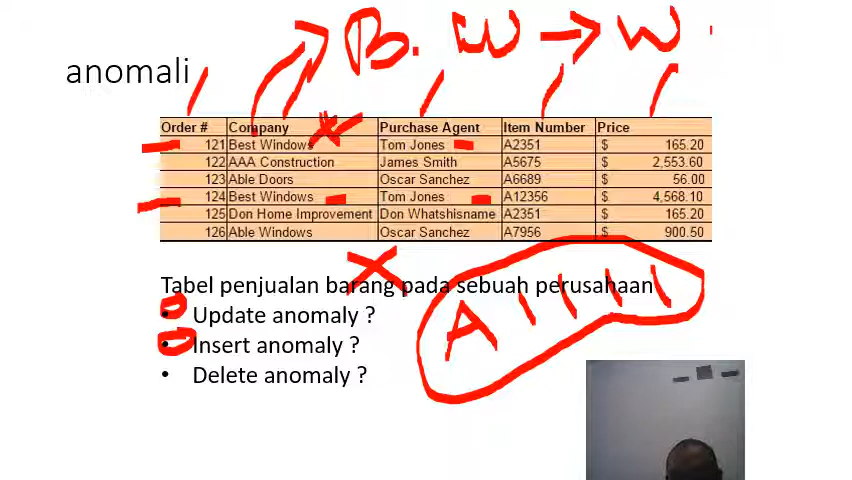 B. W → W.
anomali
Order # Company Purchase Agent Item Number Price
121 Best Windows Tom Jones A2351 $ 165.20
122 AAA Construction James Smith A5675 $ 2,553.60
123 Able Doors Oscar Sanchez A6689 $ 56.00
124 Best Windows Tom Jones A12356 $ 4,568.10
125 Don Home Improvement Don Whatshisname A2351 $ 165.20
126 Able Windows Oscar Sanchez A7956 $ 900.50
Tabel penjualan barang pada sebuah perusahaan
• Update anomaly ?
• Insert anomaly ?
• Delete anomaly ?
A 1111